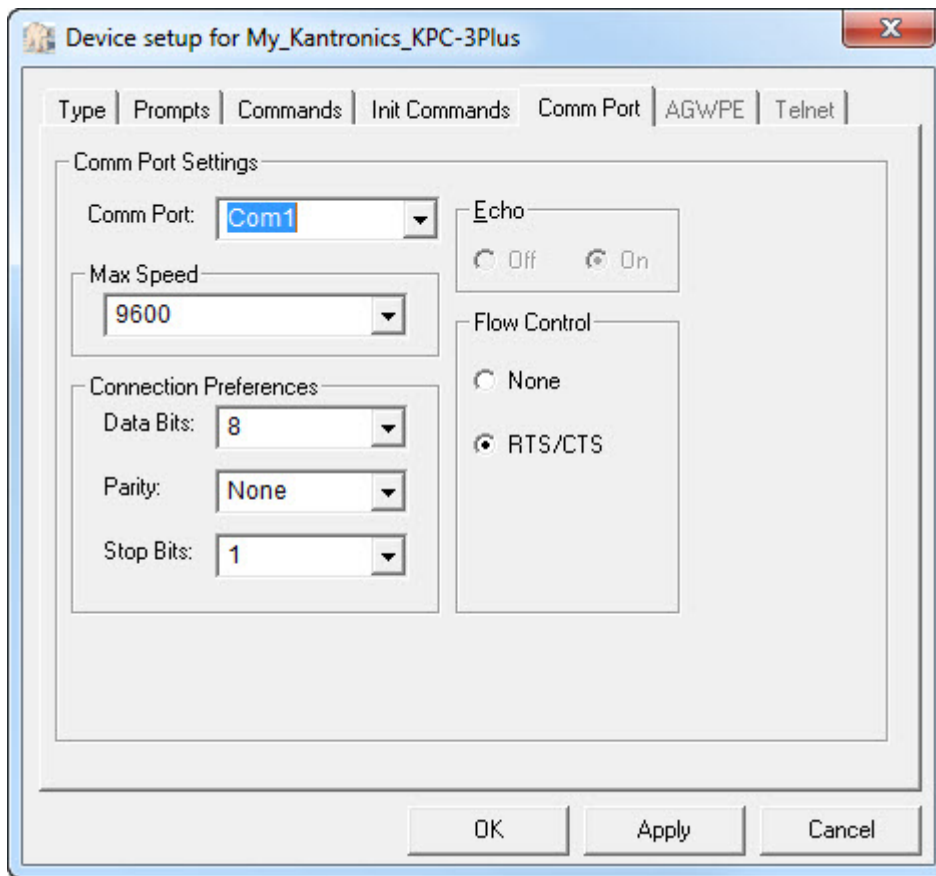 Device setup for My_Kantronics_KPC-3Plus
Type Prompts Commands Init Commands Comm Port AGWPE Telnet
Comm Port Settings
Comm Port: Com1
Max Speed
9600
Connection Preferences
Data Bits: 8
Parity: None
Stop Bits: 1
Echo
Off On
Flow Control
None
RTS/CTS
OK Apply Cancel